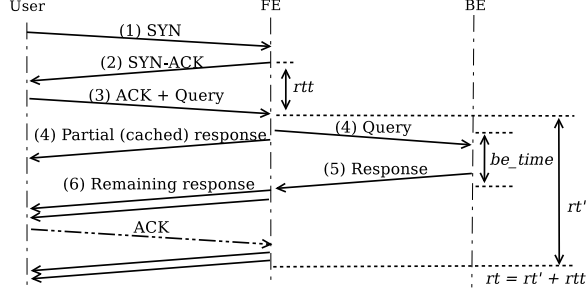 User FE BE
(1) SYN
(2) SYN-ACK
rtt
(3) ACK + Query
(4) Partial (cached) response
(4) Query
be_time
(5) Response
(6) Remaining response
rt'
ACK
rt = rt' + rtt